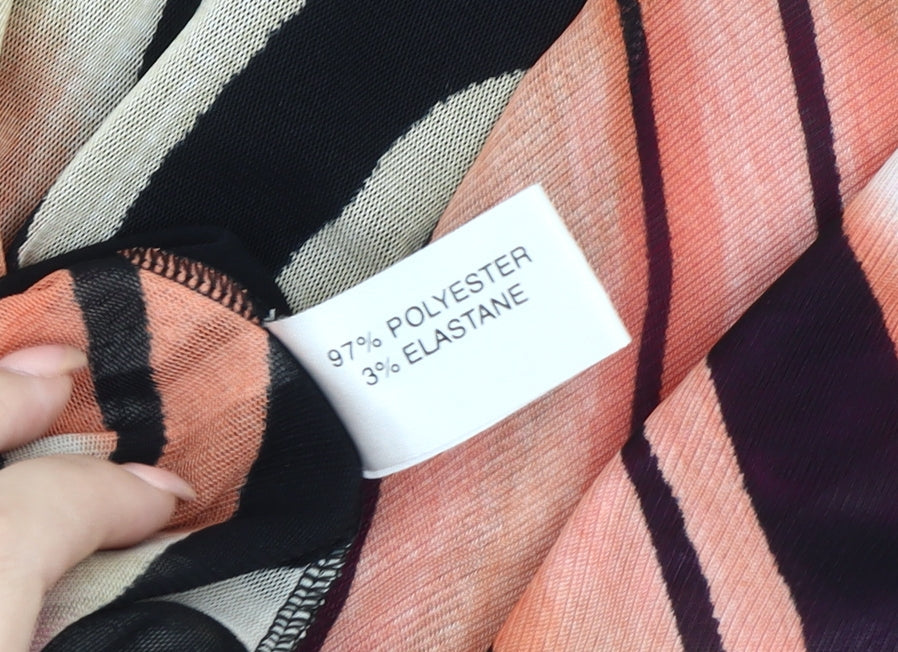 97% POLYESTER
3% ELASTANE